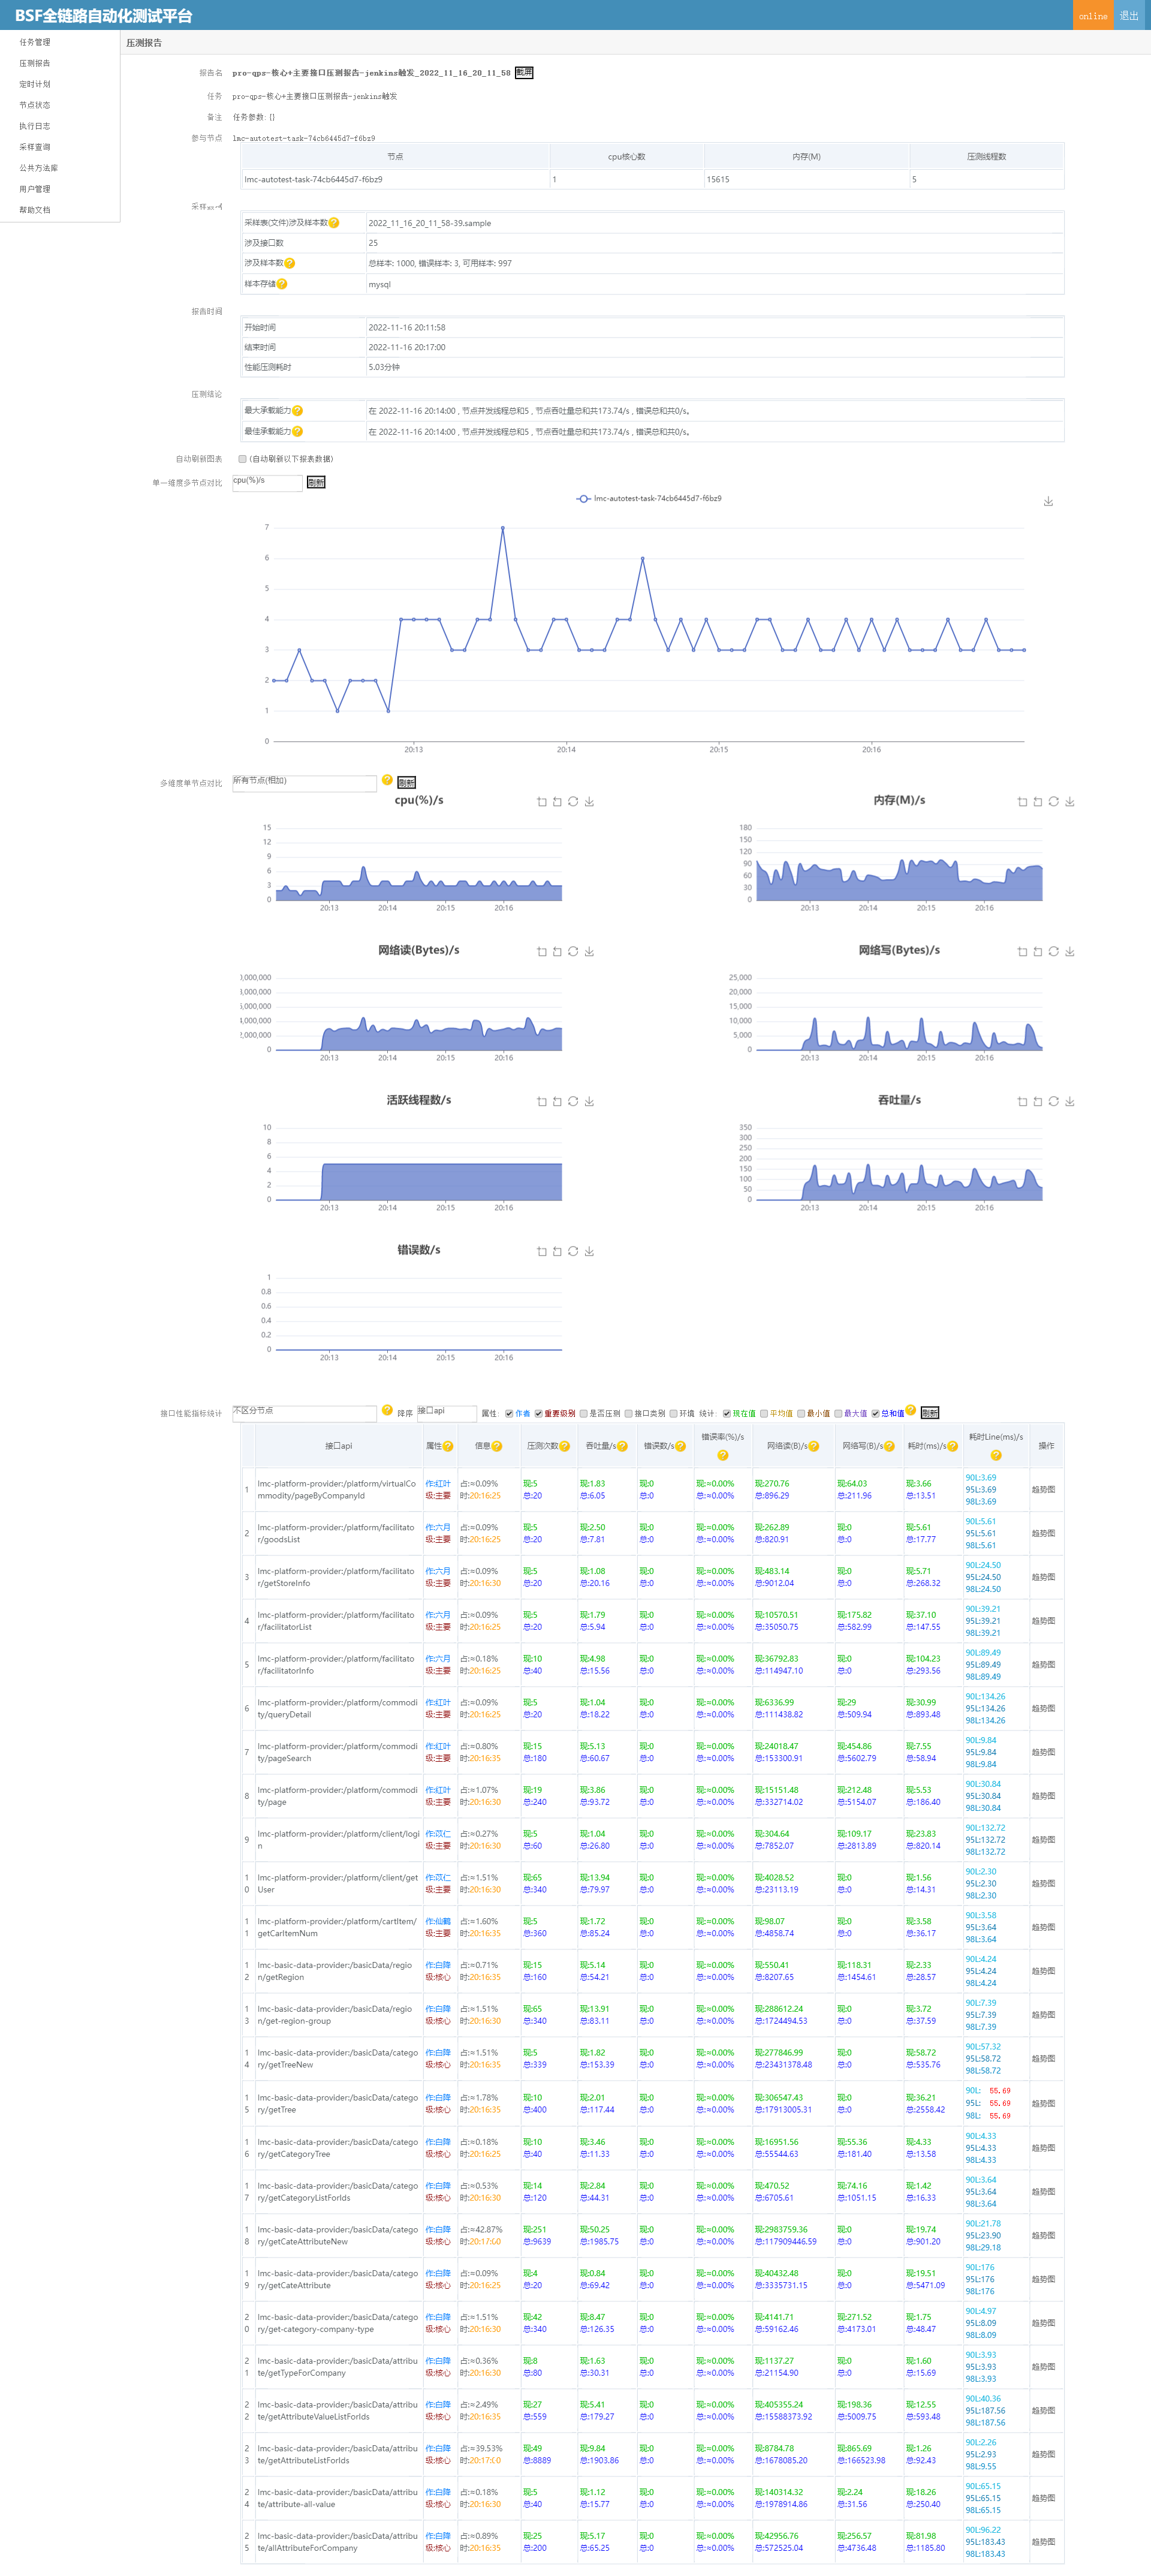 BSF全链路自动化测试平台
online 退出
任务管理
压测报告
定时计划
节点状态
执行日志
采样查询
公共方法库
用户管理
帮助文档
压测报告
报告名 pro-qps-核心+主要接口压测报告-jenkins触发_2022_11_16_20_11_58 截屏
任务 pro-qps-核心+主要接口压测报告-jenkins触发
备注 任务参数: {}
参与节点 lmc-autotest-task-74cb6445d7-f6bz9
节点 cpu核心数 内存(M) 压测线程数
lmc-autotest-task-74cb6445d7-f6bz9 1 15615 5
采样表(文件)涉及样本数 2022_11_16_20_11_58-39.sample
涉及接口数 25
涉及样本数 总样本: 1000, 错误样本: 3, 可用样本: 997
样本存储 mysql
报告时间
开始时间 2022-11-16 20:11:58
结束时间 2022-11-16 20:17:00
性能压测耗时 5.03分钟
压测结论
最大承载能力 在 2022-11-16 20:14:00 , 节点并发线程总和5 , 节点吞吐量总和共173.74/s , 错误总和共0/s。
最佳承载能力 在 2022-11-16 20:14:00 , 节点并发线程总和5 , 节点吞吐量总和共173.74/s , 错误总和共0/s。
自动刷新图表 (自动刷新以下报表数据)
单一维度多节点对比 cpu(%)/s 刷新
lmc-autotest-task-74cb6445d7-f6bz9
7
6
5
4
3
2
1
0
20:13 20:14 20:15 20:16
多维度单节点对比 所有节点(相加) 刷新
cpu(%)/s
15
12
9
6
3
0
20:13 20:14 20:15 20:16
内存(M)/s
180
150
120
90
60
30
0
20:13 20:14 20:15 20:16
网络读(Bytes)/s
0,000,000
2,000,000
0
20:13 20:14 20:15 20:16
网络写(Bytes)/s
25,000
20,000
15,000
10,000
5,000
0
20:13 20:14 20:15 20:16
活跃线程数/s
10
8
6
4
2
0
20:13 20:14 20:15 20:16
吞吐量/s
350
300
250
200
150
100
50
0
20:13 20:14 20:15 20:16
错误数/s
1
0.8
0.6
0.4
0.2
0
20:13 20:14 20:15 20:16
接口性能指标统计 不区分节点 降序 接口api 属性: 作者 重要级别 是否压测 接口类别 环境 统计: 现在值 平均值 最小值 最大值 总和值 刷新
接口api 属性 信息 压测次数 吞吐量/s 错误数/s 错误率(%)/s 网络读(B)/s 网络写(B)/s 耗时(ms)/s 耗时Line(ms)/s 操作
1 lmc-platform-provider:/platform/virtualCommodity/pageByCompanyId 作:红叶 级:主要 占:≈0.09% 时:20:16:25 现:5 总:20 现:1.83 总:6.05 现:0 总:0 现:≈0.00% 总:≈0.00% 现:270.76 总:896.29 现:64.03 总:211.96 现:3.66 总:13.51 90L:3.69 95L:3.69 98L:3.69 趋势图
2 lmc-platform-provider:/platform/facilitator/goodsList 作:六月 级:主要 占:≈0.09% 时:20:16:25 现:5 总:20 现:2.50 总:7.81 现:0 总:0 现:≈0.00% 总:≈0.00% 现:262.89 总:820.91 现:0 总:0 现:5.61 总:17.77 90L:5.61 95L:5.61 98L:5.61 趋势图
3 lmc-platform-provider:/platform/facilitator/getStoreInfo 作:六月 级:主要 占:≈0.09% 时:20:16:30 现:5 总:20 现:1.08 总:20.16 现:0 总:0 现:≈0.00% 总:≈0.00% 现:483.14 总:9012.04 现:0 总:0 现:5.71 总:268.32 90L:24.50 95L:24.50 98L:24.50 趋势图
4 lmc-platform-provider:/platform/facilitator/facilitatorList 作:六月 级:主要 占:≈0.09% 时:20:16:25 现:5 总:20 现:1.79 总:5.94 现:0 总:0 现:≈0.00% 总:≈0.00% 现:10570.51 总:35050.75 现:175.82 总:582.99 现:37.10 总:147.55 90L:39.21 95L:39.21 98L:39.21 趋势图
5 lmc-platform-provider:/platform/facilitator/facilitatorInfo 作:六月 级:主要 占:≈0.18% 时:20:16:25 现:10 总:40 现:4.98 总:15.56 现:0 总:0 现:≈0.00% 总:≈0.00% 现:36792.83 总:114947.10 现:0 总:0 现:104.23 总:293.56 90L:89.49 95L:89.49 98L:89.49 趋势图
6 lmc-platform-provider:/platform/commodity/queryDetail 作:红叶 级:主要 占:≈0.09% 时:20:16:25 现:5 总:20 现:1.04 总:18.22 现:0 总:0 现:≈0.00% 总:≈0.00% 现:6336.99 总:111438.82 现:29 总:509.94 现:30.99 总:893.48 90L:134.26 95L:134.26 98L:134.26 趋势图
7 lmc-platform-provider:/platform/commodity/pageSearch 作:红叶 级:主要 占:≈0.80% 时:20:16:35 现:15 总:180 现:5.13 总:60.67 现:0 总:0 现:≈0.00% 总:≈0.00% 现:24018.47 总:153300.91 现:454.86 总:5602.79 现:7.55 总:58.94 90L:9.84 95L:9.84 98L:9.84 趋势图
8 lmc-platform-provider:/platform/commodity/page 作:红叶 级:主要 占:≈1.07% 时:20:16:30 现:19 总:240 现:3.86 总:93.72 现:0 总:0 现:≈0.00% 总:≈0.00% 现:15151.48 总:332714.02 现:212.48 总:5154.07 现:5.53 总:186.40 90L:30.84 95L:30.84 98L:30.84 趋势图
9 lmc-platform-provider:/platform/client/login 作:苡仁 级:主要 占:≈0.27% 时:20:16:30 现:5 总:60 现:1.04 总:26.80 现:0 总:0 现:≈0.00% 总:≈0.00% 现:304.64 总:7852.07 现:109.17 总:2813.89 现:23.83 总:820.14 90L:132.72 95L:132.72 98L:132.72 趋势图
10 lmc-platform-provider:/platform/client/getUser 作:苡仁 级:主要 占:≈1.51% 时:20:16:30 现:65 总:340 现:13.94 总:79.97 现:0 总:0 现:≈0.00% 总:≈0.00% 现:4028.52 总:23113.19 现:0 总:0 现:1.56 总:14.31 90L:2.30 95L:2.30 98L:2.30 趋势图
11 lmc-platform-provider:/platform/cartItem/getCarItemNum 作:仙鹤 级:主要 占:≈1.60% 时:20:16:35 现:5 总:360 现:1.72 总:85.24 现:0 总:0 现:≈0.00% 总:≈0.00% 现:98.07 总:4858.74 现:0 总:0 现:3.58 总:36.17 90L:3.58 95L:3.64 98L:3.64 趋势图
12 lmc-basic-data-provider:/basicData/region/getRegion 作:白降 级:核心 占:≈0.71% 时:20:16:35 现:15 总:160 现:5.14 总:54.21 现:0 总:0 现:≈0.00% 总:≈0.00% 现:550.41 总:8207.65 现:118.31 总:1454.61 现:2.33 总:28.57 90L:4.24 95L:4.24 98L:4.24 趋势图
13 lmc-basic-data-provider:/basicData/region/get-region-group 作:白降 级:核心 占:≈1.51% 时:20:16:30 现:65 总:340 现:13.91 总:83.11 现:0 总:0 现:≈0.00% 总:≈0.00% 现:288612.24 总:1724494.53 现:0 总:0 现:3.72 总:37.59 90L:7.39 95L:7.39 98L:7.39 趋势图
14 lmc-basic-data-provider:/basicData/category/getTreeNew 作:白降 级:核心 占:≈1.51% 时:20:16:35 现:5 总:339 现:1.82 总:153.39 现:0 总:0 现:≈0.00% 总:≈0.00% 现:277846.99 总:23431378.48 现:0 总:0 现:58.72 总:535.76 90L:57.32 95L:58.72 98L:58.72 趋势图
15 lmc-basic-data-provider:/basicData/category/getTree 作:白降 级:核心 占:≈1.78% 时:20:16:35 现:10 总:400 现:2.01 总:117.44 现:0 总:0 现:≈0.00% 总:≈0.00% 现:306547.43 总:17913005.31 现:0 总:0 现:36.21 总:2558.42 90L: 55.69 95L: 55.69 98L: 55.69 趋势图
16 lmc-basic-data-provider:/basicData/category/getCategoryTree 作:白降 级:核心 占:≈0.18% 时:20:16:25 现:10 总:40 现:3.46 总:11.33 现:0 总:0 现:≈0.00% 总:≈0.00% 现:16951.56 总:55544.63 现:55.36 总:181.40 现:4.33 总:13.58 90L:4.33 95L:4.33 98L:4.33 趋势图
17 lmc-basic-data-provider:/basicData/category/getCategoryListForIds 作:白降 级:核心 占:≈0.53% 时:20:16:30 现:14 总:120 现:2.84 总:44.31 现:0 总:0 现:≈0.00% 总:≈0.00% 现:470.52 总:6705.61 现:74.16 总:1051.15 现:1.42 总:16.33 90L:3.64 95L:3.64 98L:3.64 趋势图
18 lmc-basic-data-provider:/basicData/category/getCateAttributeNew 作:白降 级:核心 占:≈42.87% 时:20:17:00 现:251 总:9639 现:50.25 总:1985.75 现:0 总:0 现:≈0.00% 总:≈0.00% 现:2983759.36 总:117909446.59 现:0 总:0 现:19.74 总:901.20 90L:21.78 95L:23.90 98L:29.18 趋势图
19 lmc-basic-data-provider:/basicData/category/getCateAttribute 作:白降 级:核心 占:≈0.09% 时:20:16:25 现:4 总:20 现:0.84 总:69.42 现:0 总:0 现:≈0.00% 总:≈0.00% 现:40432.48 总:3335731.15 现:0 总:0 现:19.51 总:5471.09 90L:176 95L:176 98L:176 趋势图
20 lmc-basic-data-provider:/basicData/category/get-category-company-type 作:白降 级:核心 占:≈1.51% 时:20:16:30 现:42 总:340 现:8.47 总:126.35 现:0 总:0 现:≈0.00% 总:≈0.00% 现:4141.71 总:59162.46 现:271.52 总:4173.01 现:1.75 总:48.47 90L:4.97 95L:8.09 98L:8.09 趋势图
21 lmc-basic-data-provider:/basicData/attribute/getTypeForCompany 作:白降 级:核心 占:≈0.36% 时:20:16:30 现:8 总:80 现:1.63 总:30.31 现:0 总:0 现:≈0.00% 总:≈0.00% 现:1137.27 总:21154.90 现:0 总:0 现:1.60 总:15.69 90L:3.93 95L:3.93 98L:3.93 趋势图
22 lmc-basic-data-provider:/basicData/attribute/getAttributeValueListForIds 作:白降 级:核心 占:≈2.49% 时:20:16:35 现:27 总:559 现:5.41 总:179.27 现:0 总:0 现:≈0.00% 总:≈0.00% 现:405355.24 总:15588373.92 现:198.36 总:5009.75 现:12.55 总:593.48 90L:40.36 95L:187.56 98L:187.56 趋势图
23 lmc-basic-data-provider:/basicData/attribute/getAttributeListForIds 作:白降 级:核心 占:≈39.53% 时:20:17:00 现:49 总:8889 现:9.84 总:1903.86 现:0 总:0 现:≈0.00% 总:≈0.00% 现:8784.78 总:1678085.20 现:865.69 总:166523.98 现:1.26 总:92.43 90L:2.26 95L:2.93 98L:9.55 趋势图
24 lmc-basic-data-provider:/basicData/attribute/attribute-all-value 作:白降 级:核心 占:≈0.18% 时:20:16:30 现:5 总:40 现:1.12 总:15.77 现:0 总:0 现:≈0.00% 总:≈0.00% 现:140314.32 总:1978914.86 现:2.24 总:31.56 现:18.26 总:250.40 90L:65.15 95L:65.15 98L:65.15 趋势图
25 lmc-basic-data-provider:/basicData/attribute/allAttributeForCompany 作:白降 级:核心 占:≈0.89% 时:20:16:35 现:25 总:200 现:5.17 总:65.25 现:0 总:0 现:≈0.00% 总:≈0.00% 现:42956.76 总:572525.04 现:256.57 总:4736.48 现:81.98 总:1185.80 90L:96.22 95L:183.43 98L:183.43 趋势图